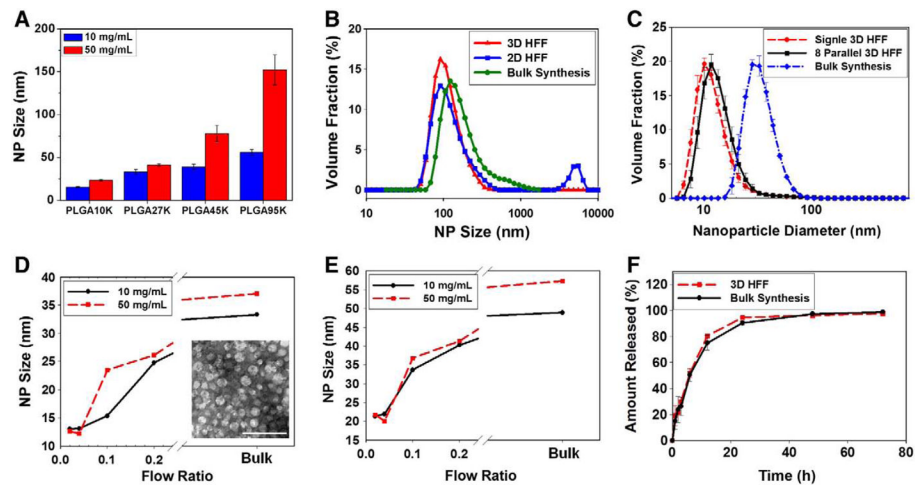 A
10 mg/mL
50 mg/mL
NP Size (nm)
200
150
100
50
0
PLGA10K PLGA27K PLGA45K PLGA95K
B
3D HFF
2D HFF
Bulk Synthesis
Volume Fraction (%)
20
15
10
5
0
10 100 1000 10000
NP Size (nm)
C
Signle 3D HFF
8 Parallel 3D HFF
Bulk Synthesis
Volume Fraction (%)
25
20
15
10
5
0
10 100
Nanoparticle Diameter (nm)
D
10 mg/mL
50 mg/mL
NP Size (nm)
40
35
30
25
20
15
10
0.0 0.1 0.2 Bulk
Flow Ratio
E
10 mg/mL
50 mg/mL
NP Size (nm)
60
55
50
45
40
35
30
25
20
15
0.0 0.1 0.2 Bulk
Flow Ratio
F
3D HFF
Bulk Synthesis
Amount Released (%)
120
100
80
60
40
20
0
0 20 40 60 80
Time (h)